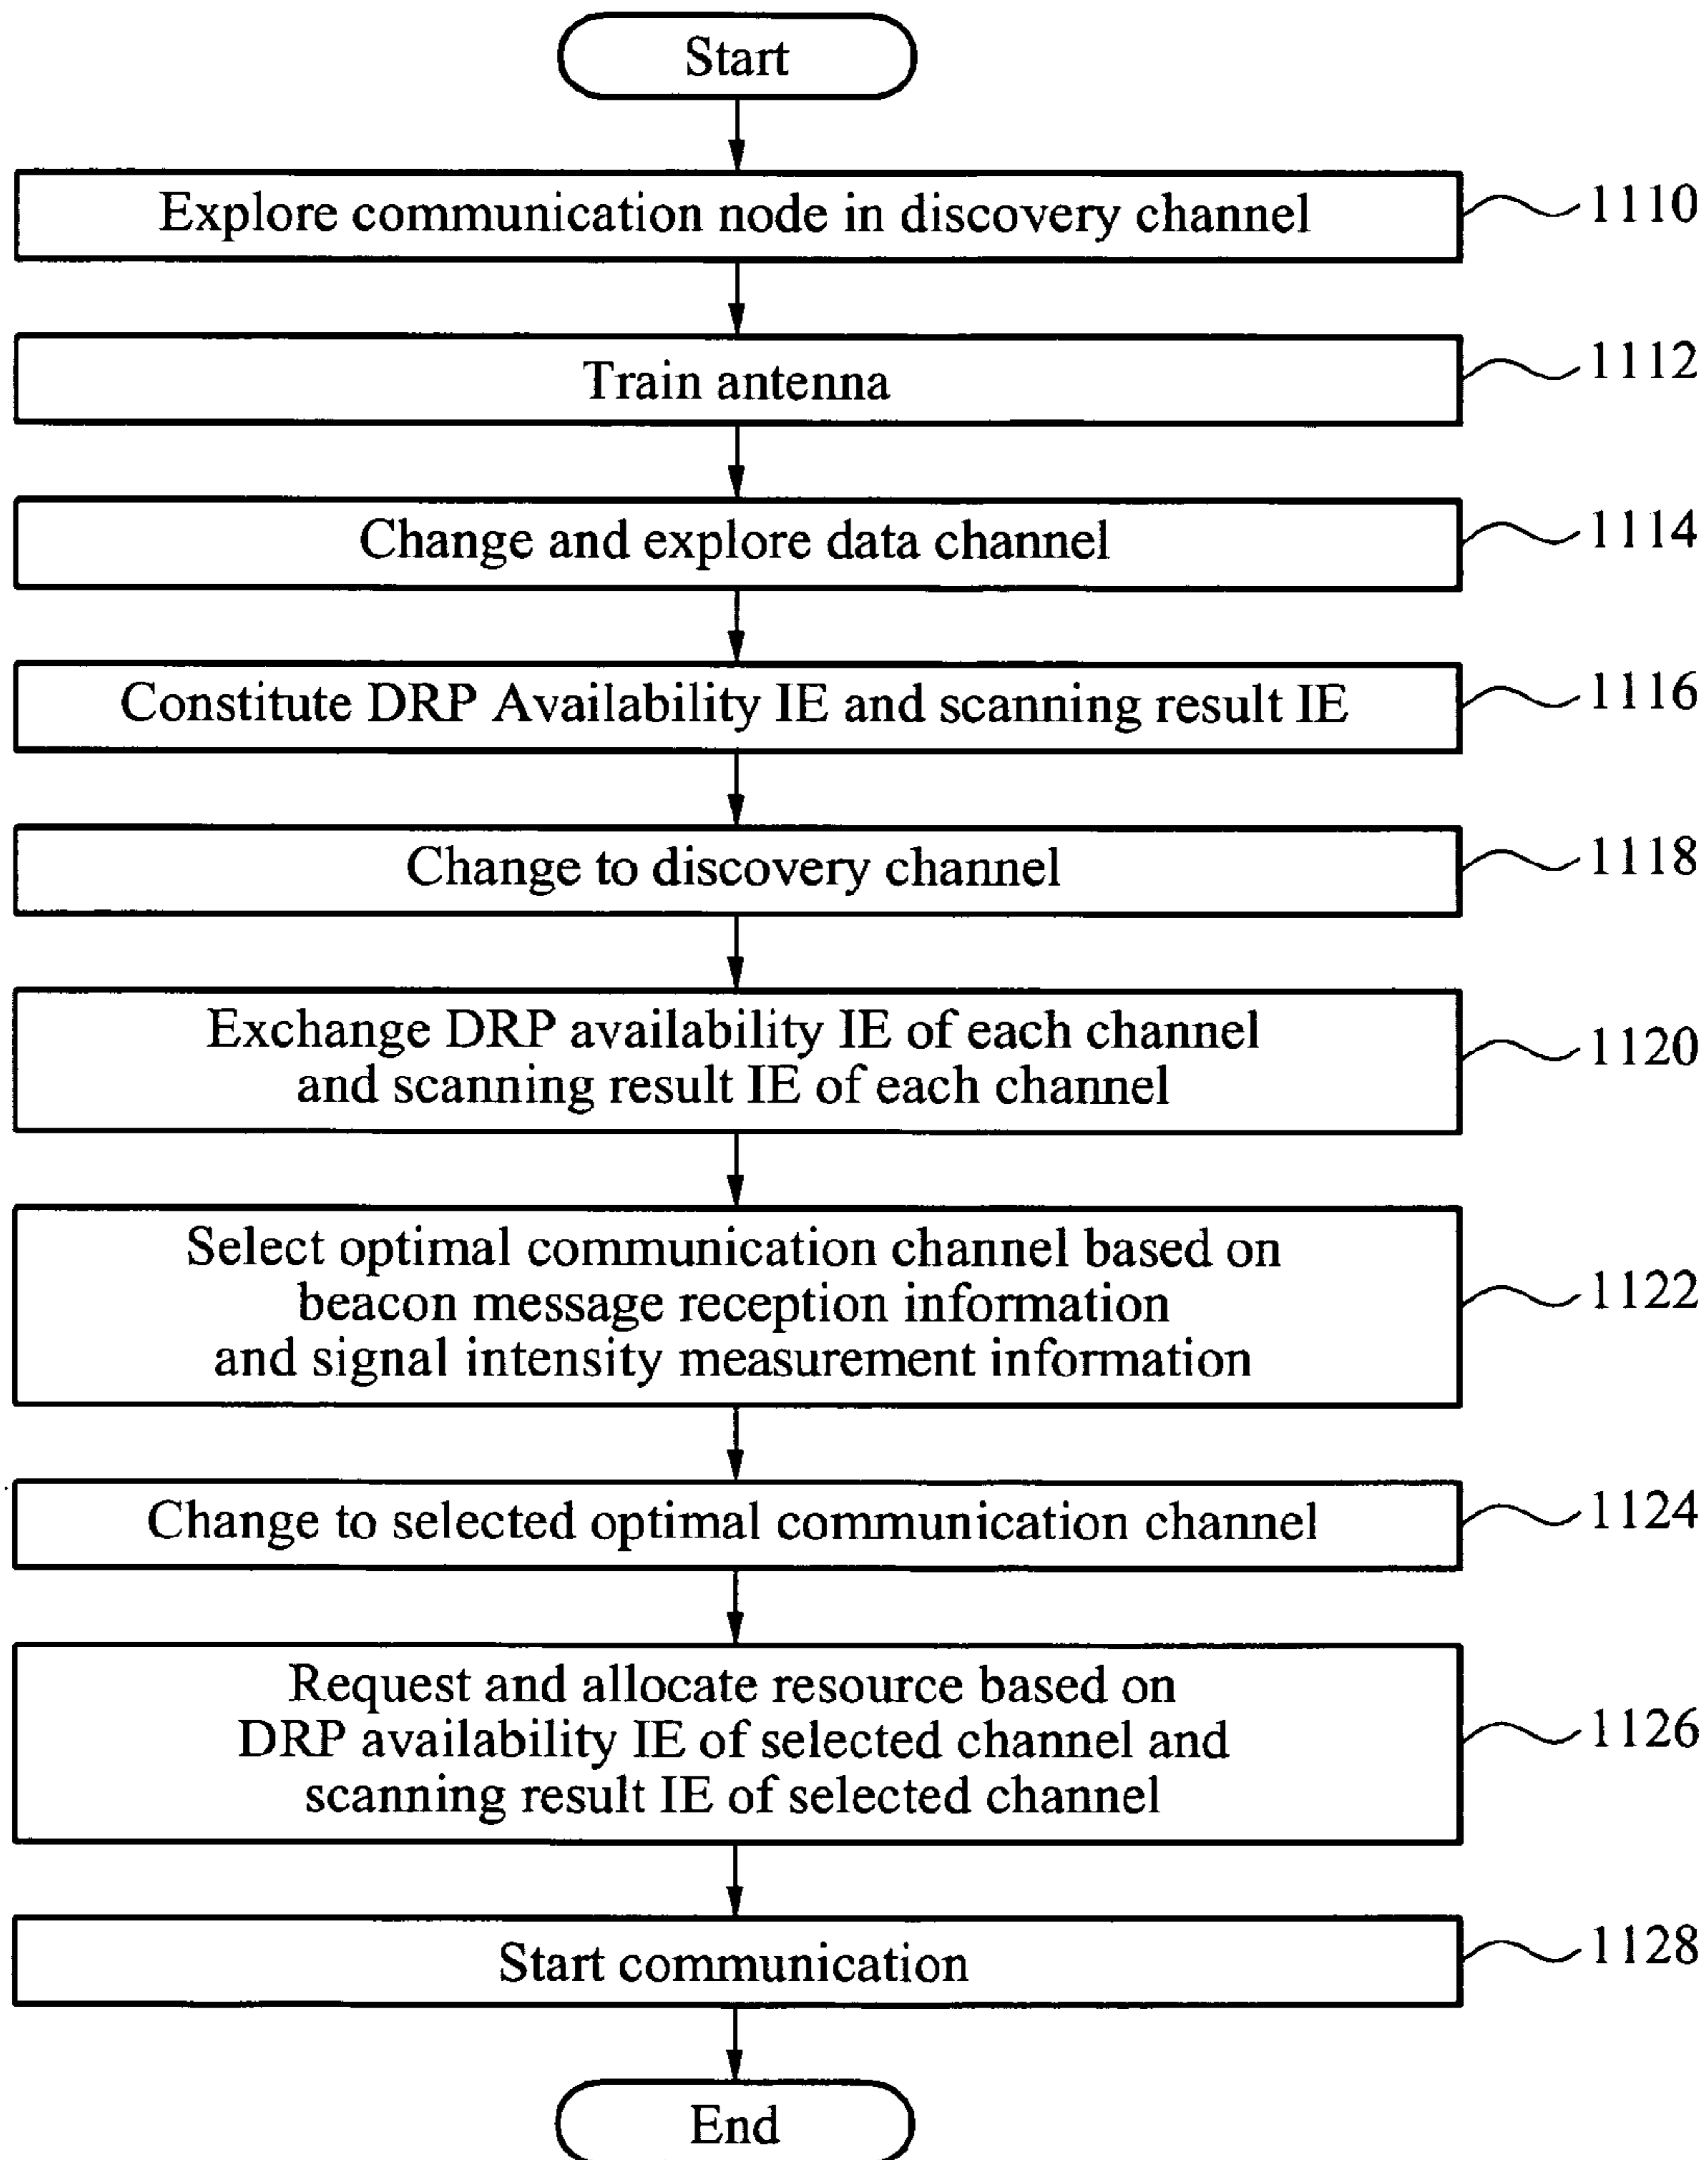 Start
Explore communication node in discovery channel
1110
Train antenna
1112
Change and explore data channel
1114
Constitute DRP Availability IE and scanning result IE
1116
Change to discovery channel
1118
Exchange DRP availability IE of each channel
and scanning result IE of each channel
1120
Select optimal communication channel based on
beacon message reception information
and signal intensity measurement information
1122
Change to selected optimal communication channel
1124
Request and allocate resource based on
DRP availability IE of selected channel and
scanning result IE of selected channel
1126
Start communication
1128
End